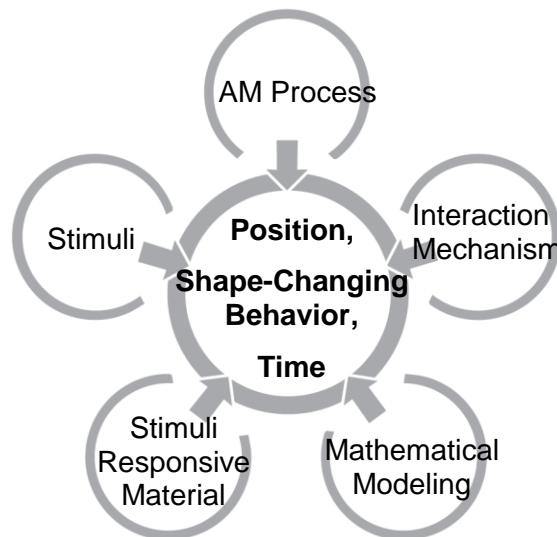 AM Process
Stimuli
Interaction
Mechanism
Position,
Shape-Changing
Behavior,
Time
Stimuli
Responsive
Material
Mathematical
Modeling